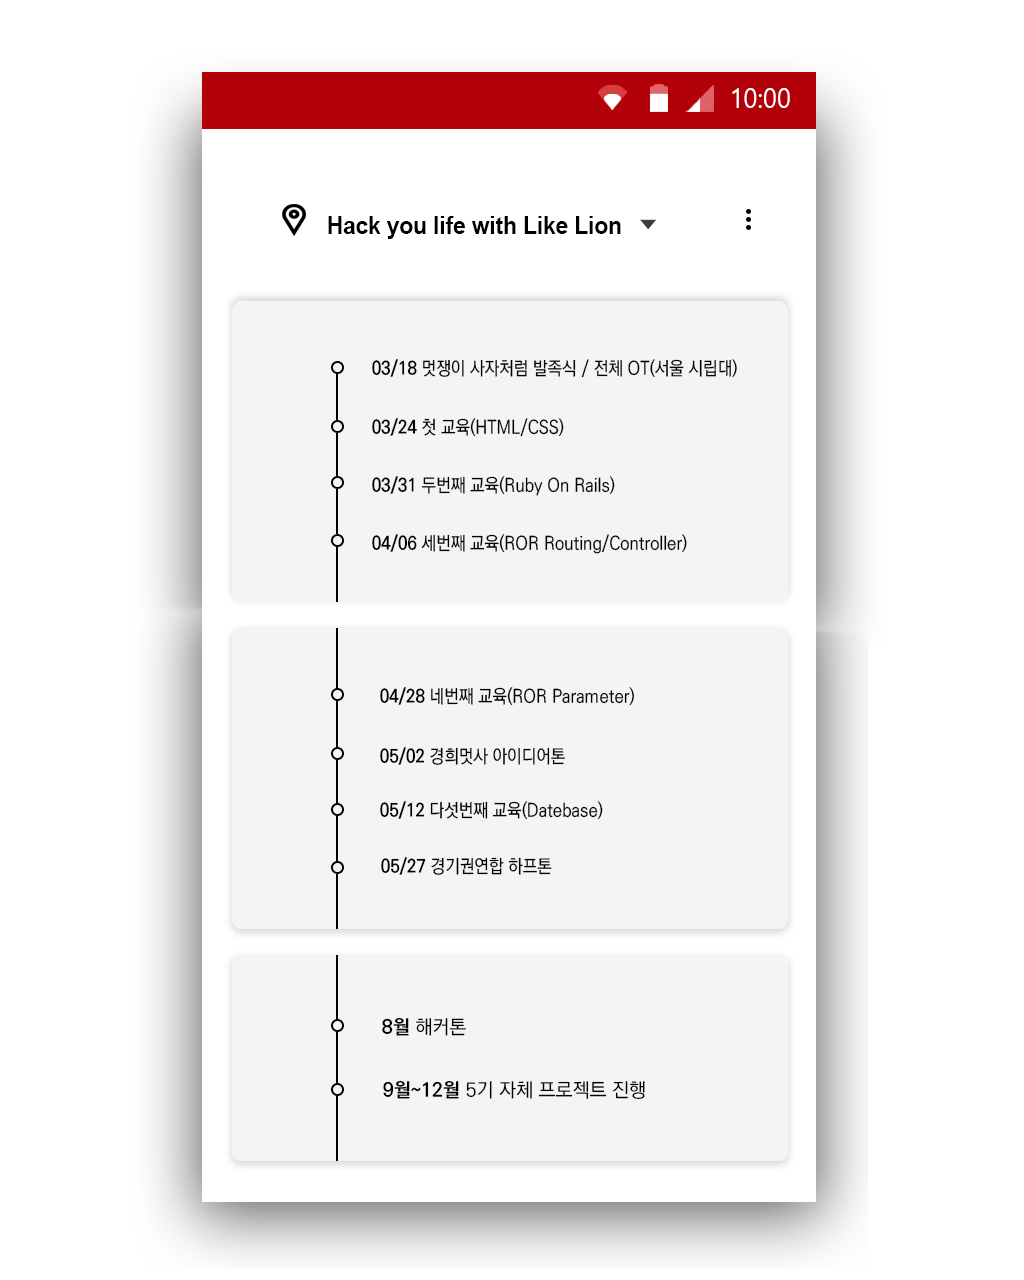 10:00
Hack you life with Like Lion
03/18 멋쟁이 사자처럼 발족식 / 전체 OT(서울 시립대)
03/24 첫 교육(HTML/CSS)
03/31 두번째 교육(Ruby On Rails)
04/06 세번째 교육(ROR Routing/Controller)
04/28 네번째 교육(ROR Parameter)
05/02 경희멋사 아이디어톤
05/12 다섯번째 교육(Datebase)
05/27 경기권연합 하프톤
8월 해커톤
9월~12월 5기 자체 프로젝트 진행